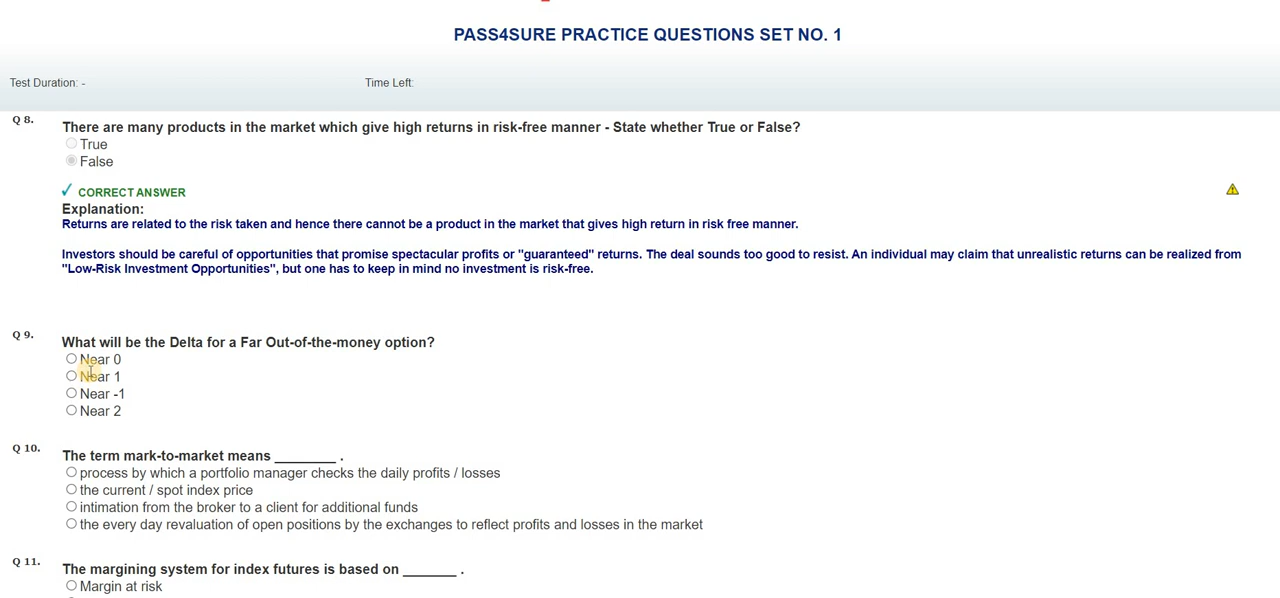 PASS4SURE PRACTICE QUESTIONS SET NO. 1
Test Duration: -
Time Left:
Q 8.
There are many products in the market which give high returns in risk-free manner - State whether True or False?
True
False
CORRECT ANSWER
Explanation:
Returns are related to the risk taken and hence there cannot be a product in the market that gives high return in risk free manner.
Investors should be careful of opportunities that promise spectacular profits or "guaranteed" returns. The deal sounds too good to resist. An individual may claim that unrealistic returns can be realized from
"Low-Risk Investment Opportunities", but one has to keep in mind no investment is risk-free.
Q 9.
What will be the Delta for a Far Out-of-the-money option?
Near 0
Near 1
Near -1
Near 2
Q 10.
The term mark-to-market means ________ .
process by which a portfolio manager checks the daily profits / losses
the current / spot index price
intimation from the broker to a client for additional funds
the every day revaluation of open positions by the exchanges to reflect profits and losses in the market
Q 11.
The margining system for index futures is based on _______ .
Margin at risk